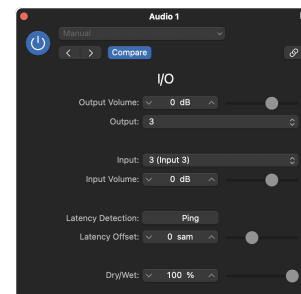 Audio 1
Manual
Compare
I/O
Output Volume: 0 dB
Output: 3
Input: 3 (Input 3)
Input Volume: 0 dB
Latency Detection: Ping
Latency Offset: 0 sam
Dry/Wet: 100 %